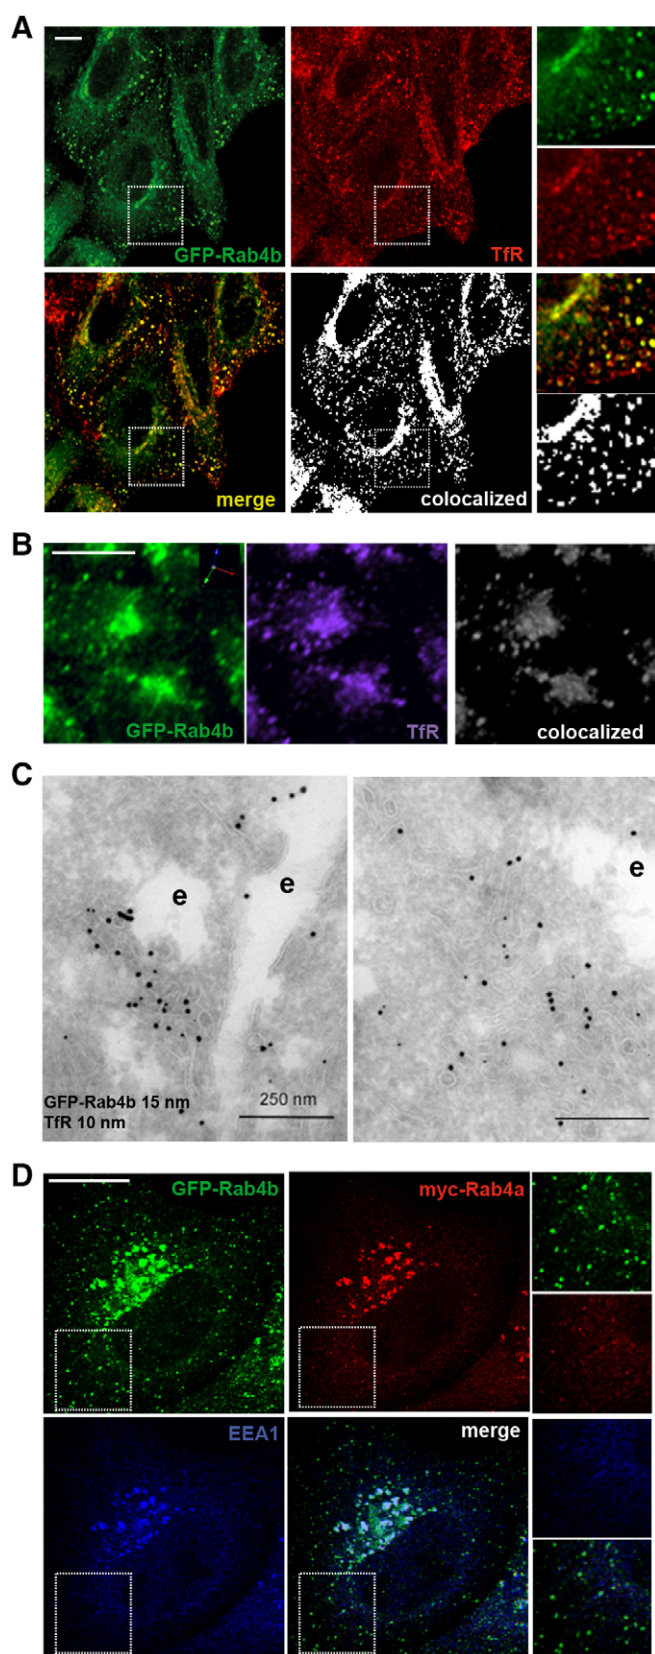 A
GFP-Rab4b
TfR
merge
colocalized
B
GFP-Rab4b
TfR
colocalized
C
e
e
e
GFP-Rab4b 15 nm
TfR 10 nm
250 nm
D
GFP-Rab4b
myc-Rab4a
EEA1
merge